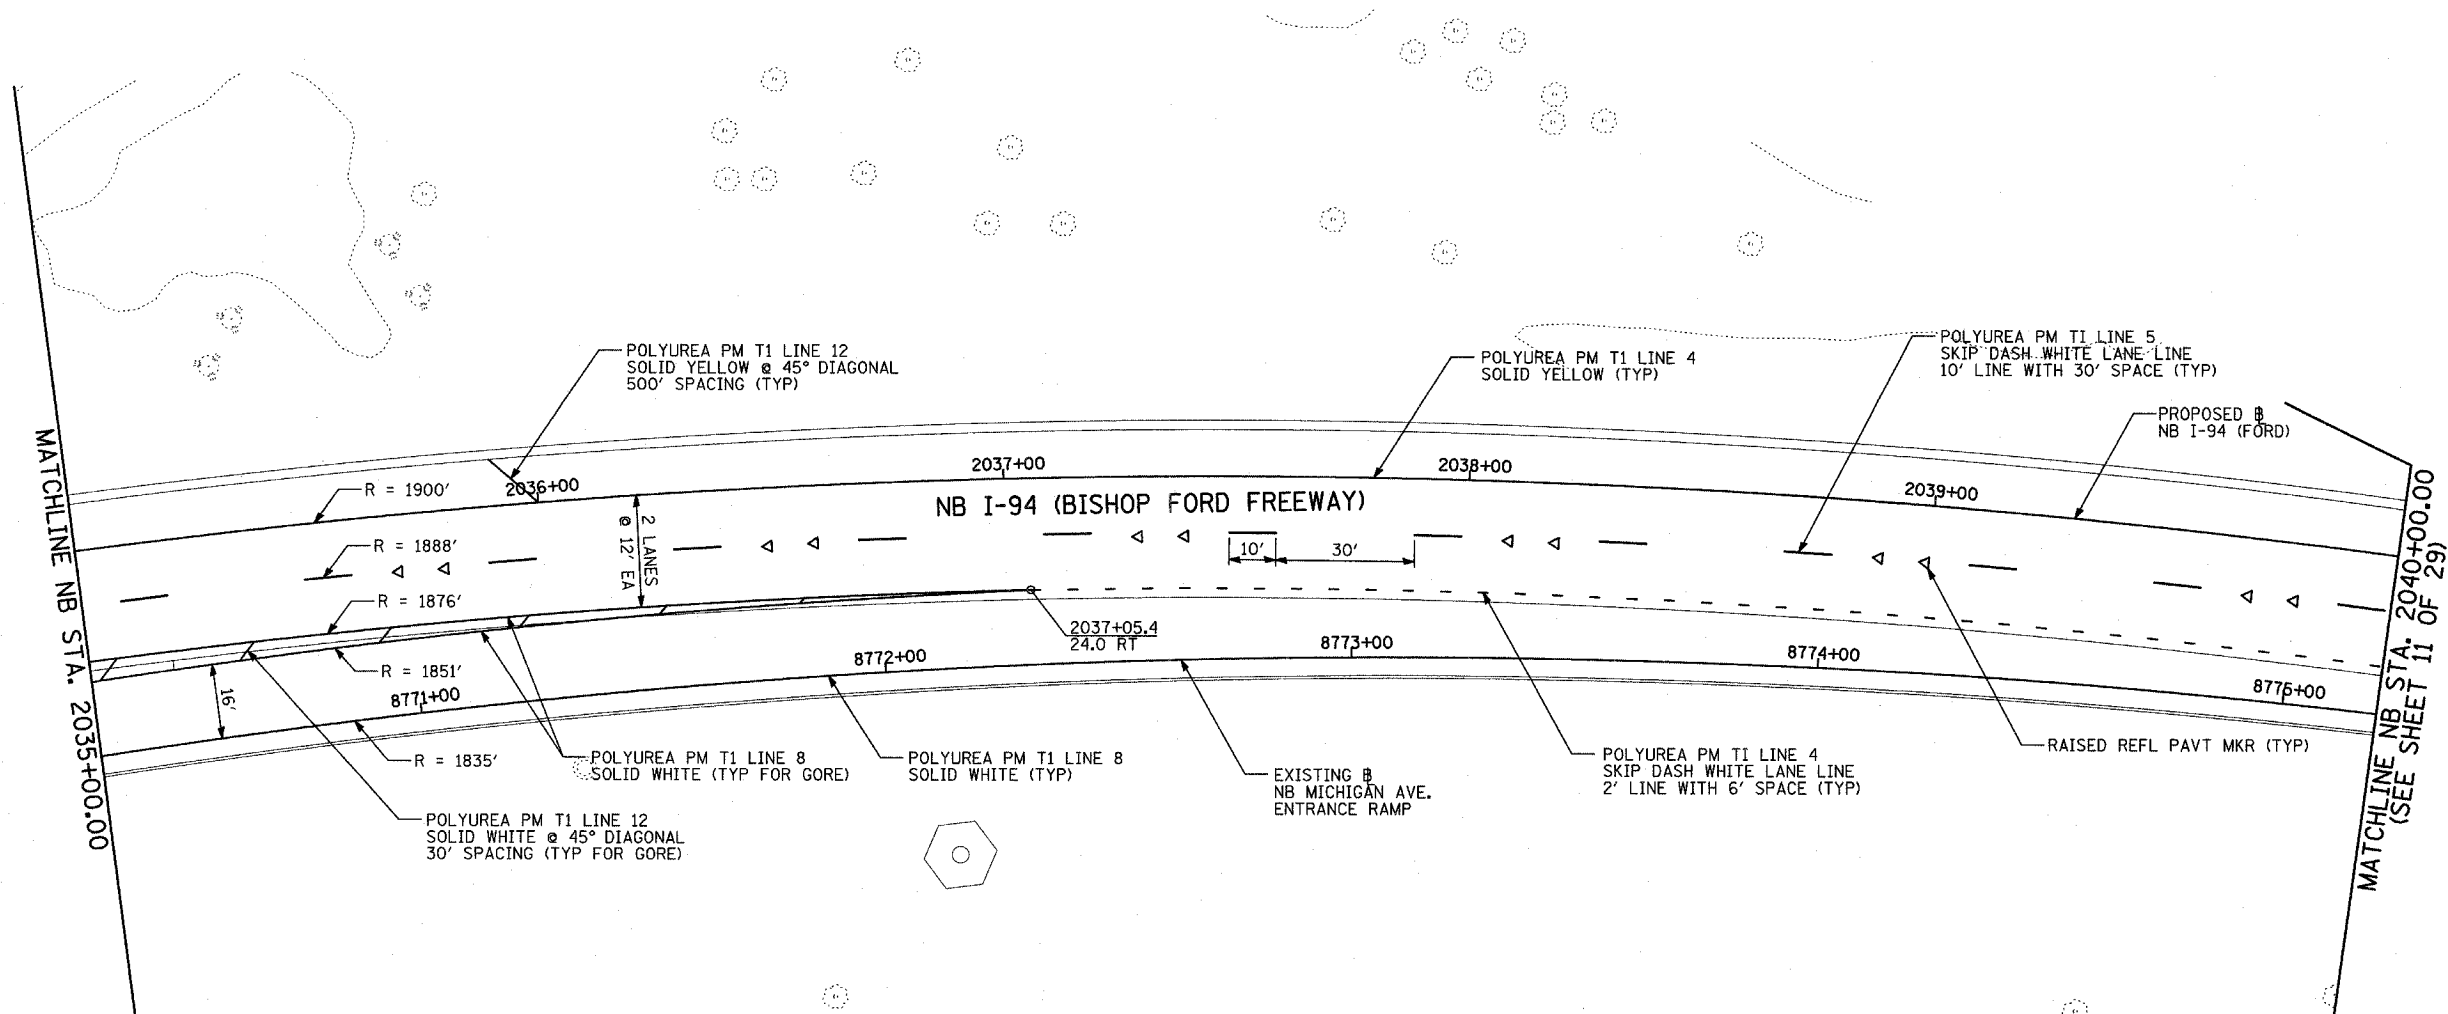 POLYUREA PM T1 LINE 12
SOLID YELLOW @ 45° DIAGONAL
500' SPACING (TYP)
POLYUREA PM T1 LINE 4
SOLID YELLOW (TYP)
POLYUREA PM TI LINE 5
SKIP DASH WHITE LANE LINE
10' LINE WITH 30' SPACE (TYP)
PROPOSED ℄
NB I-94 (FORD)
MATCHLINE NB STA. 2035+00.00
R = 1900'
2036+00
2037+00
2038+00
2039+00
NB I-94 (BISHOP FORD FREEWAY)
2 LANES
@ 12' EA
R = 1888'
10'
30'
R = 1876'
2037+05.4
24.0 RT
R = 1851'
16'
8771+00
8772+00
8773+00
8774+00
8775+00
R = 1835'
POLYUREA PM T1 LINE 8
SOLID WHITE (TYP FOR GORE)
POLYUREA PM T1 LINE 8
SOLID WHITE (TYP)
EXISTING ℄
NB MICHIGAN AVE.
ENTRANCE RAMP
POLYUREA PM TI LINE 4
SKIP DASH WHITE LANE LINE
2' LINE WITH 6' SPACE (TYP)
RAISED REFL PAVT MKR (TYP)
POLYUREA PM T1 LINE 12
SOLID WHITE @ 45° DIAGONAL
30' SPACING (TYP FOR GORE)
MATCHLINE NB STA. 2040+00.00
(SEE SHEET 11 OF 29)